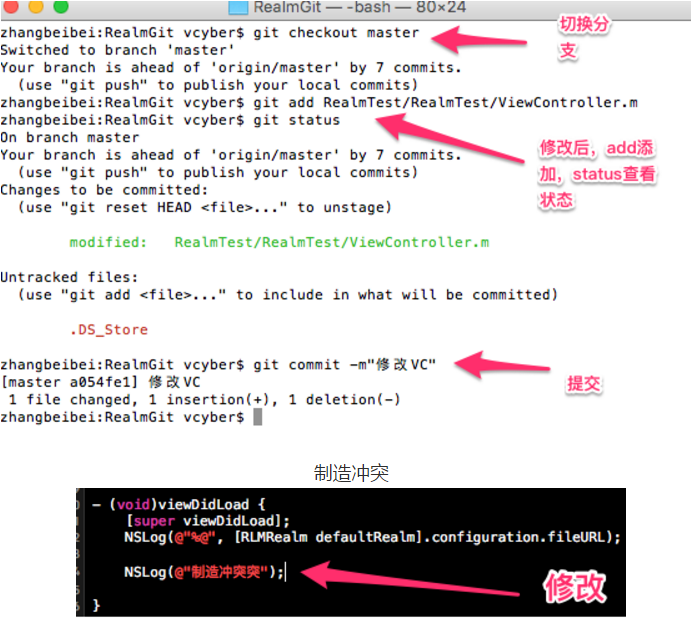 RealmGit — -bash — 80×24
zhangbeibei:RealmGit vcyber$ git checkout master
切换分
支
Switched to branch 'master'
Your branch is ahead of 'origin/master' by 7 commits.
(use "git push" to publish your local commits)
zhangbeibei:RealmGit vcyber$ git add RealmTest/RealmTest/ViewController.m
zhangbeibei:RealmGit vcyber$ git status
On branch master
Your branch is ahead of 'origin/master' by 7 commits.
(use "git push" to publish your local commits)
修改后，add添
加，status查看
状态
Changes to be committed:
(use "git reset HEAD <file>..." to unstage)
modified: RealmTest/RealmTest/ViewController.m
Untracked files:
(use "git add <file>..." to include in what will be committed)
.DS_Store
zhangbeibei:RealmGit vcyber$ git commit -m"修改VC"
提交
[master a054fe1] 修改VC
1 file changed, 1 insertion(+), 1 deletion(-)
zhangbeibei:RealmGit vcyber$
制造冲突
- (void)viewDidLoad {
[super viewDidLoad];
NSLog(@"%@", [RLMRealm defaultRealm].configuration.fileURL);
NSLog(@"制造冲突突");
修改
}